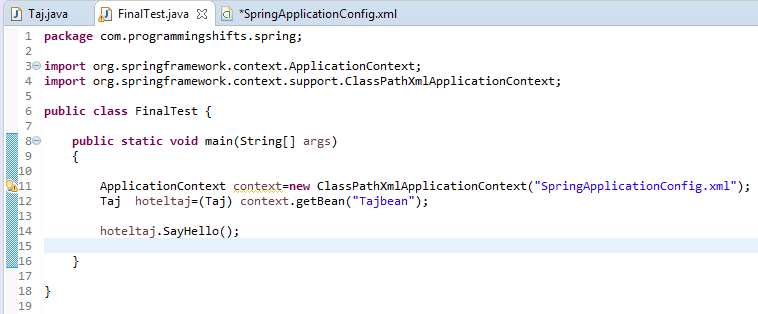 Taj.java FinalTest.java *SpringApplicationConfig.xml
1 package com.programmingshifts.spring;
2
3 import org.springframework.context.ApplicationContext;
4 import org.springframework.context.support.ClassPathXmlApplicationContext;
5
6 public class FinalTest {
7
8 public static void main(String[] args)
9 {
10
11 ApplicationContext context=new ClassPathXmlApplicationContext("SpringApplicationConfig.xml");
12 Taj hoteltaj=(Taj) context.getBean("Tajbean");
13
14 hoteltaj.SayHello();
15
16 }
17
18 }
19